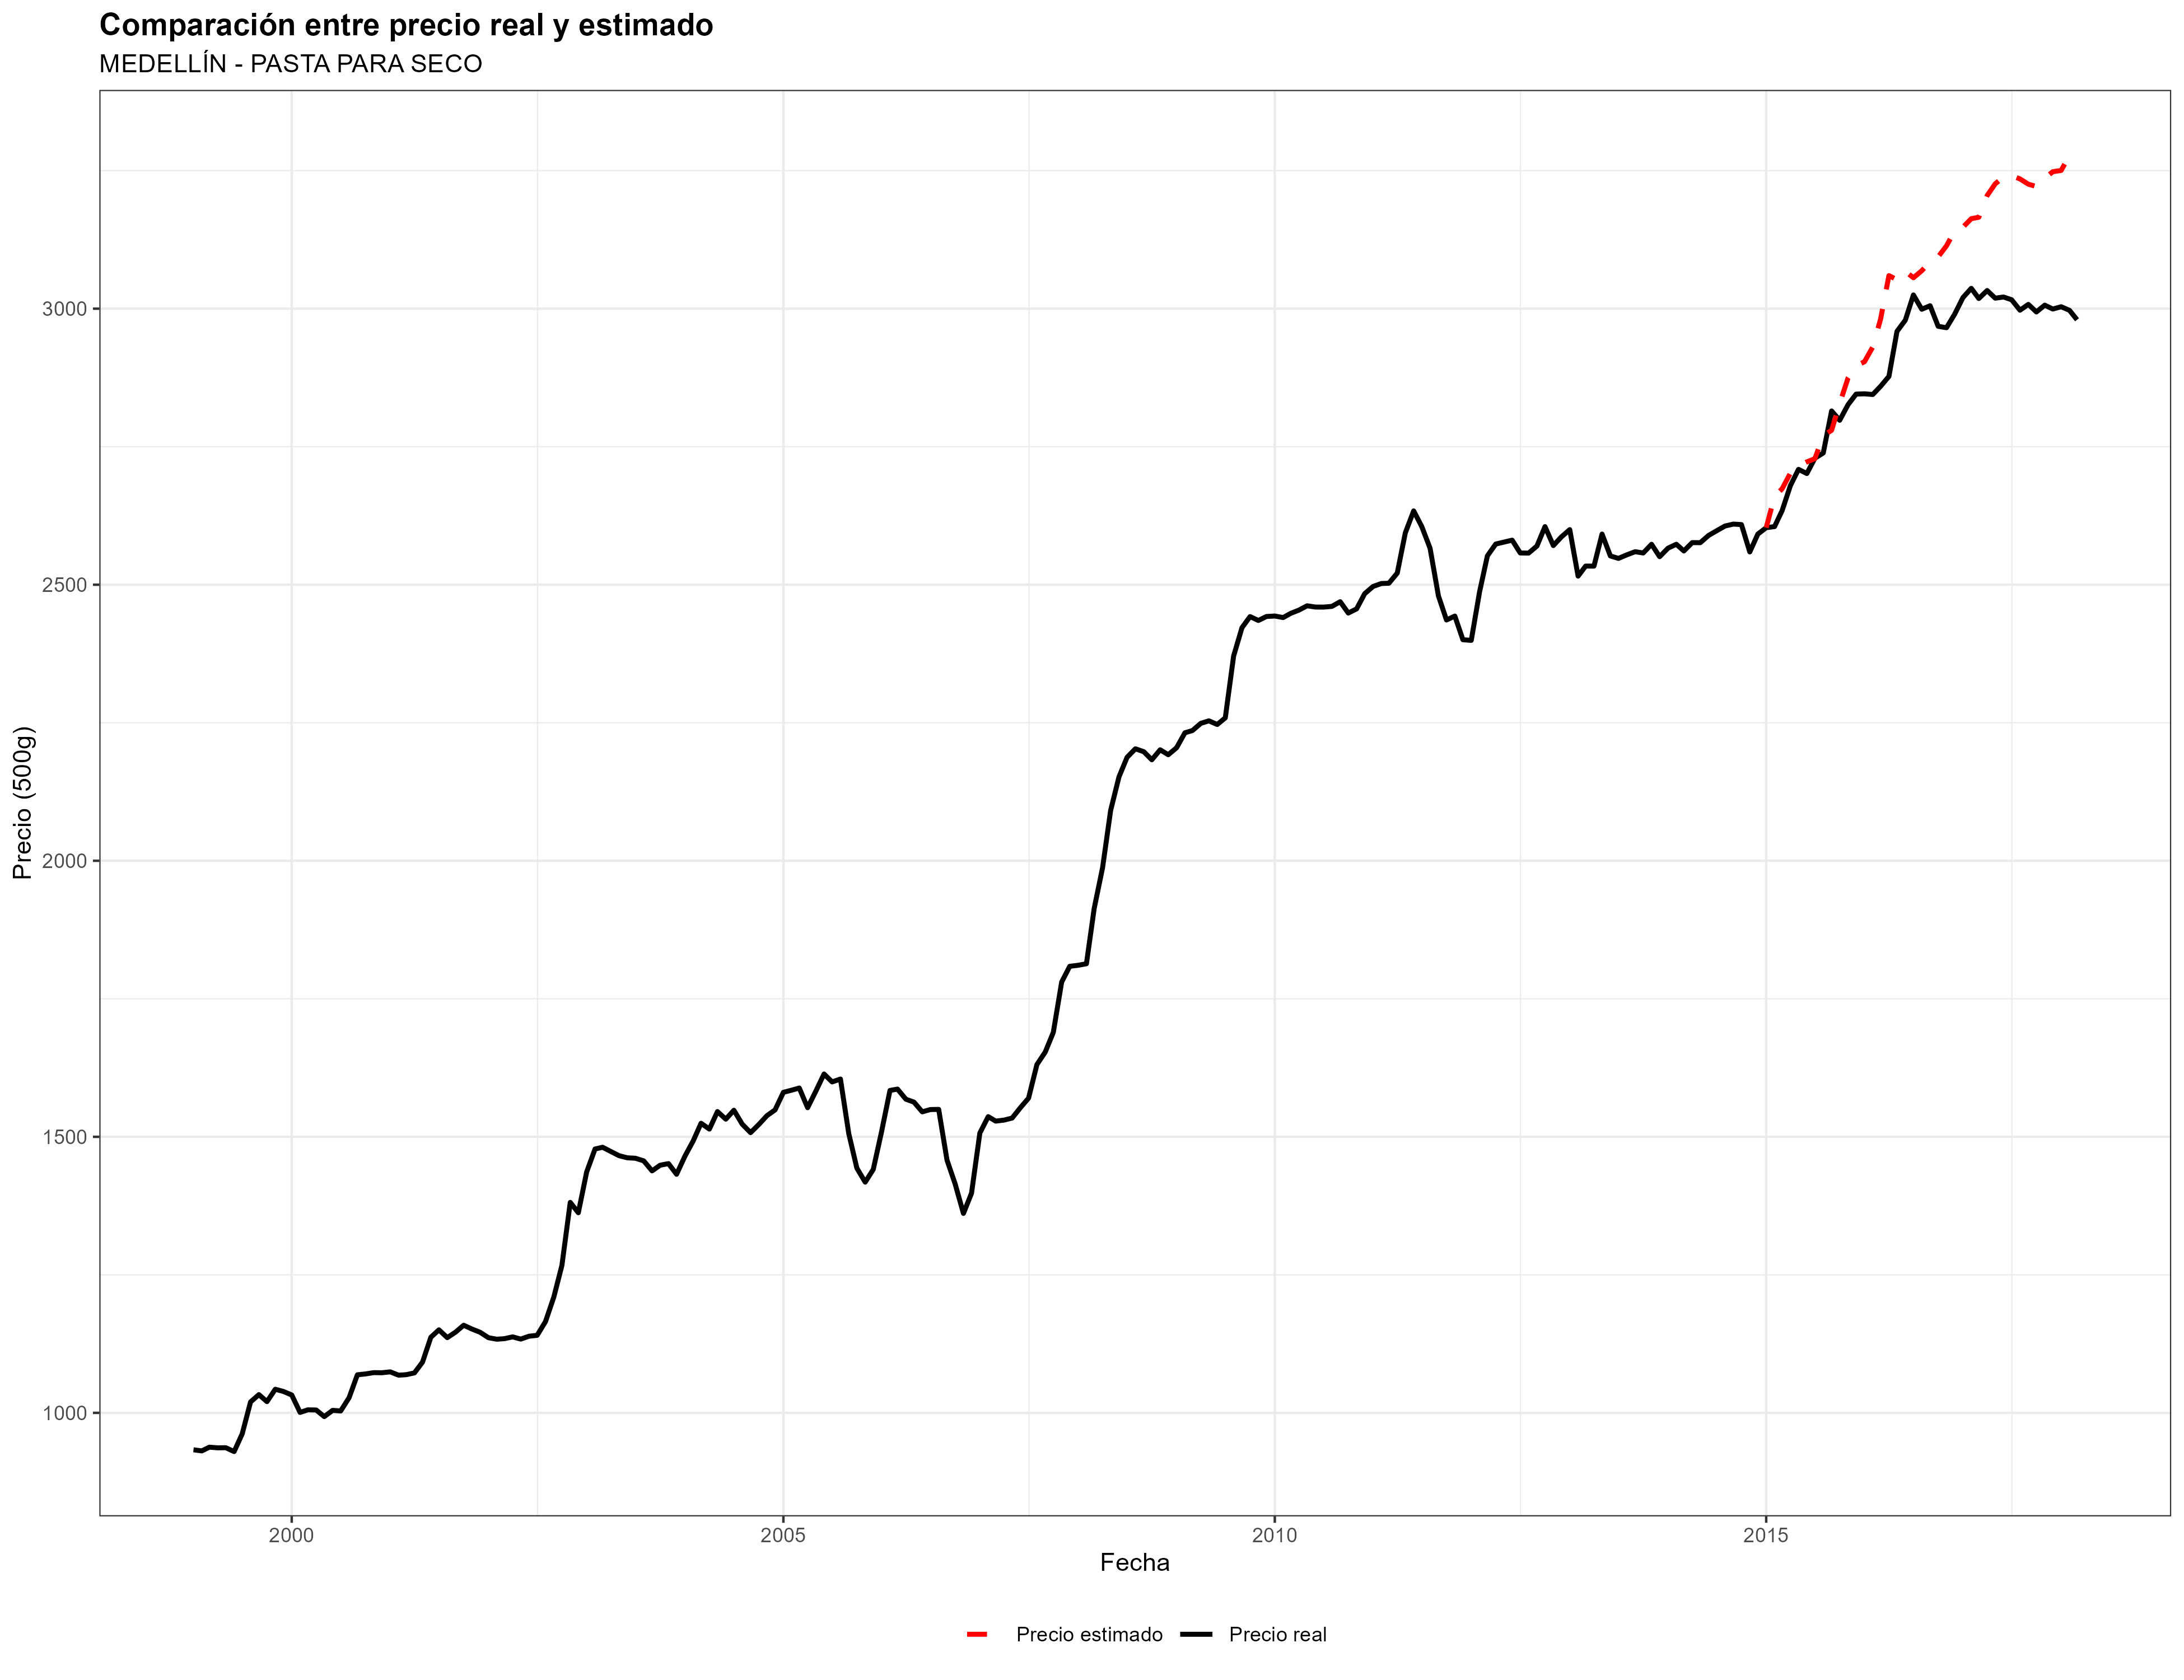 Comparación entre precio real y estimado
MEDELLÍN - PASTA PARA SECO
Precio (500g)
3000
2500
2000
1500
1000
2000
2005
2010
2015
Fecha
Precio estimado
Precio real